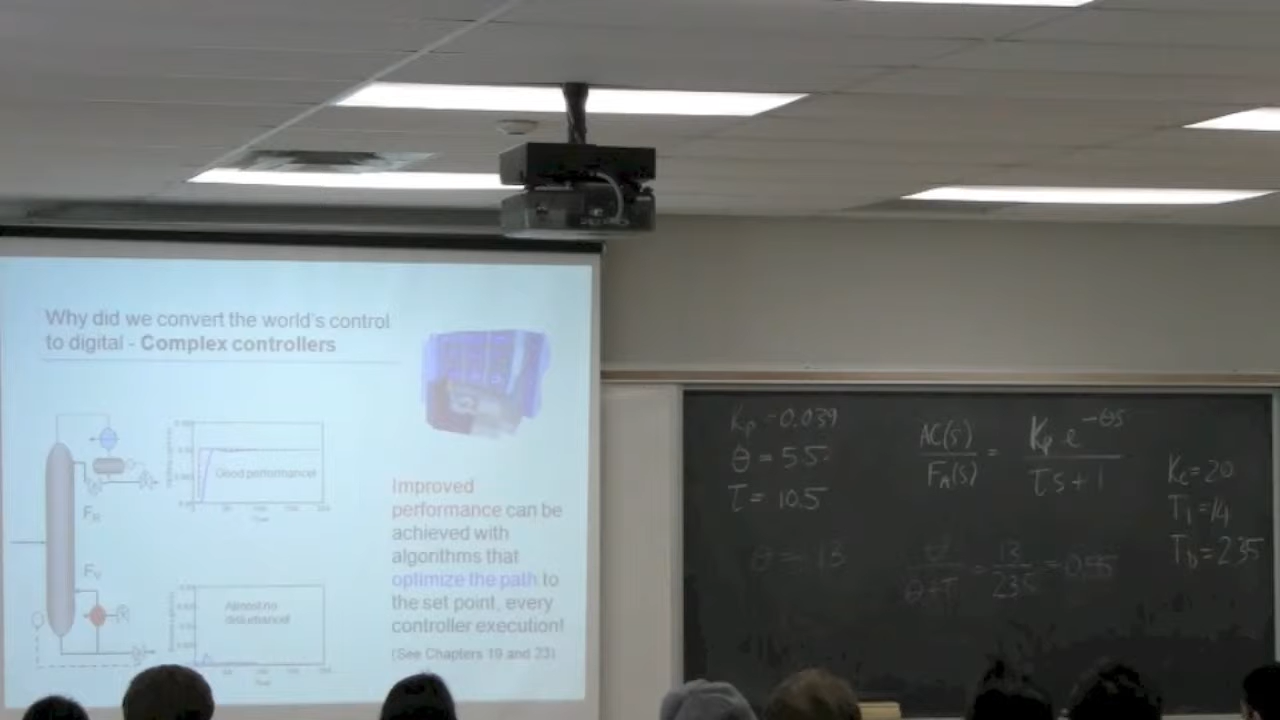 Why did we convert the world's control
to digital - Complex controllers
Good performance!
F_R
F_V
Almost no
disturbance!
Improved
performance can be
achieved with
algorithms that
optimize the path to
the set point, every
controller execution!
(See Chapters 19 and 23)
Kp = 0.039
θ = 5.5
τ = 10.5
AC(s)
F_A(s)
=
Kp e^-θs
τs + 1
Kc = 20
TI = 14
TD = 2.35
θ = 13
θ
θ+τ
= 13
23.5
= 0.55